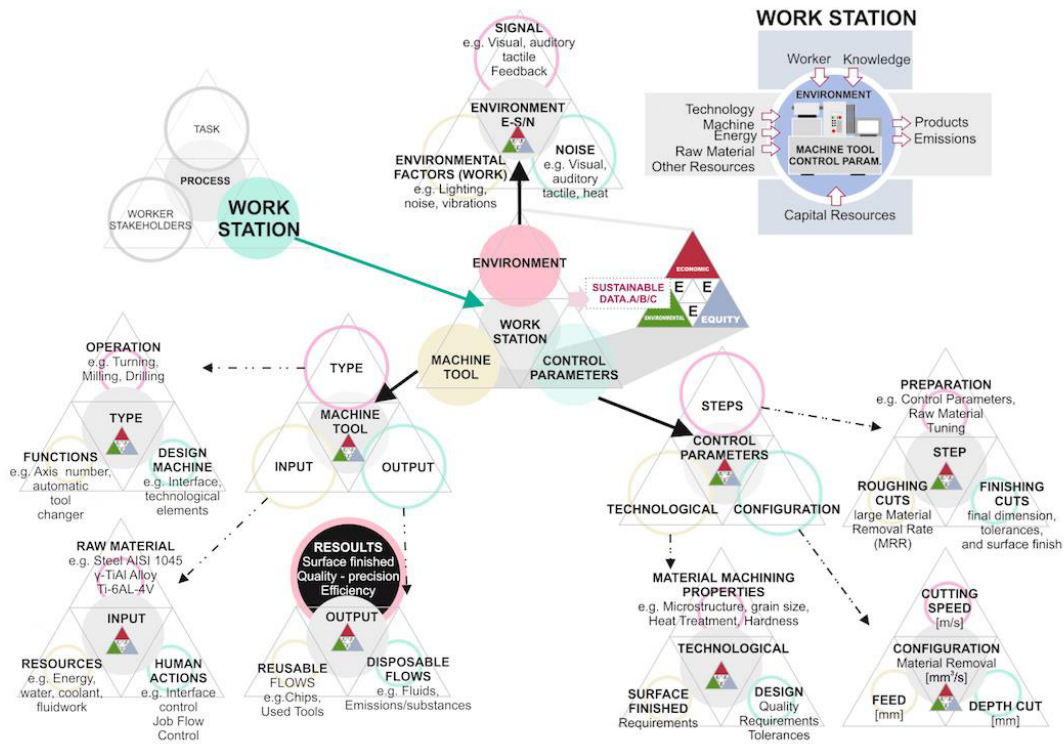 SIGNAL
e.g. Visual, auditory
tactile
Feedback
ENVIRONMENT
E-S/N
ENVIRONMENTAL
FACTORS (WORK)
e.g. Lighting,
noise, vibrations
NOISE
e.g. Visual,
auditory
tactile, heat
WORK STATION
Worker
Knowledge
ENVIRONMENT
Technology
Machine
Energy
Raw Material
Other Resources
MACHINE TOOL
CONTROL PARAM.
Products
Emissions
Capital Resources
TASK
PROCESS
WORKER
STAKEHOLDERS
WORK
STATION
ENVIRONMENT
WORK
STATION
MACHINE
TOOL
CONTROL
PARAMETERS
SUSTAINABLE
DATA.A/B/C
ECONOMIC
E
E
E
ENVIRONMENTAL
EQUITY
OPERATION
e.g. Turning,
Milling, Drilling
TYPE
FUNCTIONS
e.g. Axis number,
automatic
tool
changer
DESIGN
MACHINE
e.g. Interface,
technological
elements
TYPE
MACHINE
TOOL
INPUT
OUTPUT
STEPS
CONTROL
PARAMETERS
TECHNOLOGICAL
CONFIGURATION
PREPARATION
e.g. Control Parameters,
Raw Material
Tuning
STEP
ROUGHING
CUTS
large Material
Removal Rate
(MRR)
FINISHING
CUTS
final dimension,
tolerances,
and surface finish
RAW MATERIAL
e.g. Steel AISI 1045
γ-TiAl Alloy
Ti-6AL-4V
INPUT
RESOURCES
e.g. Energy,
water, coolant,
fluidwork
HUMAN
ACTIONS
e.g. Interface
control
Job Flow
Control
RESOULTS
Surface finished
Quality - precision
Efficiency
OUTPUT
REUSABLE
FLOWS
e.g.Chips,
Used Tools
DISPOSABLE
FLOWS
e.g. Fluids,
Emissions/substances
MATERIAL MACHINING
PROPERTIES
e.g. Microstructure, grain size,
Heat Treatment, Hardness
TECHNOLOGICAL
SURFACE
FINISHED
Requirements
DESIGN
Quality
Requirements
Tolerances
CUTTING
SPEED
[m/s]
CONFIGURATION
Material Removal
[mm³/s]
FEED
[mm]
DEPTH CUT
[mm]